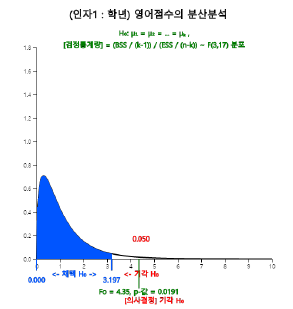 (인자1 : 학년) 영어점수의 분산분석
H₀: μ₁ = μ₂ = ... = μₖ ,
[검정통계량] = (BSS / (k-1)) / (ESS / (n-k)) ~ F(3,17) 분포
1.8
1.6
1.4
1.2
1.0
0.8
0.6
0.4
0.2
0.0
0.050
0 1 2 3 4 5 6 7 8 9 10
<- 채택 H₀ -> <- 기각 H₀
0.000 3.197
F₀ = 4.35, p-값 = 0.0191
[의사결정] 기각 H₀